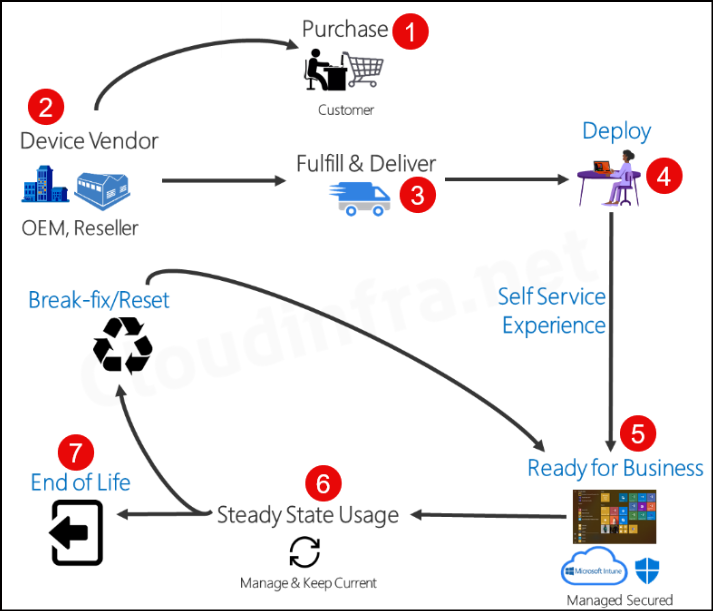 Purchase 1
Customer
2
Device Vendor
OEM, Reseller
Fulfill & Deliver
3
Deploy
4
Self Service
Experience
Break-fix/Reset
Cloudinfra.net
5
Ready for Business
Microsoft Intune
Managed Secured
6
Steady State Usage
Manage & Keep Current
7
End of Life